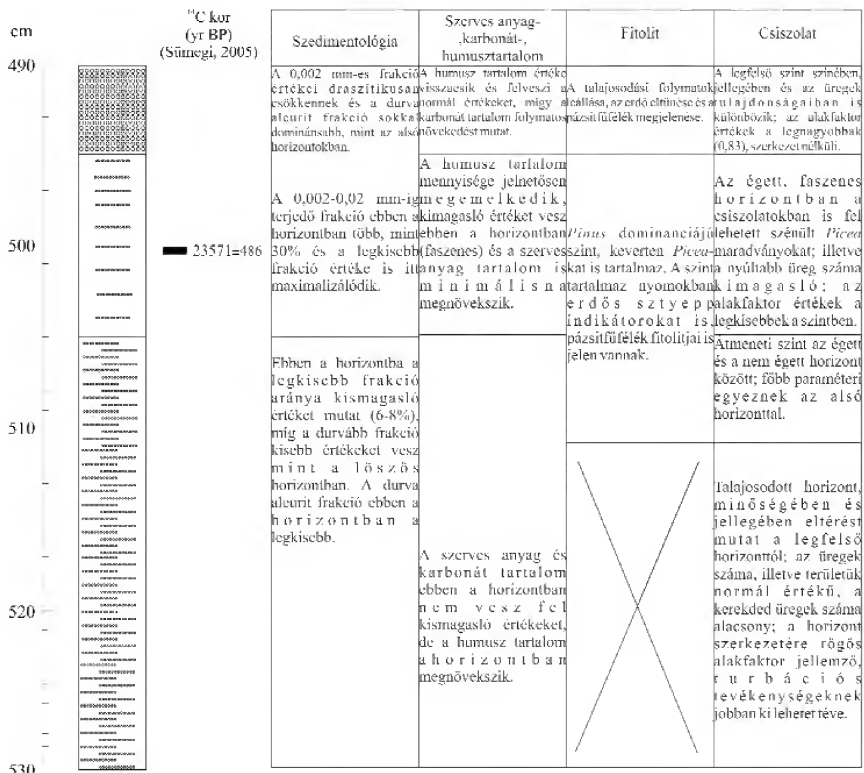 cm
¹⁴C kor
(yr BP)
(Sümegi, 2005)
490
500
510
520
530
23571=486
Szedimentológia
A 0,002 mm-es frakció
értékei drasztikusan
csökkennek és a durva
aleurit frakció sokkal
dominánsabb, mint az alsó
horizontokban.
A 0,002-0,02 mm-ig
terjedő frakció ebben a
horizontban több, mint
30% és a legkisebb
frakció értéke is itt
maximalizálódik.
Ebben a horizontba a
legkisebb frakció
aránya kismagasló
értéket mutat (6-8%),
míg a durvább frakció
kisebb értékeket vesz
mint a löszös
horizontban. A durva
aleurit frakció ebben a
horizontban a
legkisebb.
Szerves anyag-
,karbonát-,
humusztartalom
A humusz tartalom értéke
visszaesik és felveszi a
normál értékeket, mígy a
karbonát tartalom folymatos
növekedést mutat.
A humusz tartalom
mennyisége jelnetősen
megemelkedik,
kimagasló értéket vesz
ebben a horizontban
(faszenes) és a szerves
anyag tartalom is
minimálisna
megnövekszik.
A szerves anyag és
karbonát tartalom
ebben a horizontban
nem vesz fel
kismagasló értékeket,
de a humusz tartalom
a horizontban
megnövekszik.
Fitolit
A talajosodási folymatok
leállása, az erdő eltűnése és a
pázsitfűfélék megjelenése.
Pinus dominanciájú
szint, keverten Picea-
kat is tartalmaz. A szint
tartalmaz nyomokban
erdős sztyepp
indikátorokat is,
pázsitfűfélék fitolitjai is
jelen vannak.
Csiszolat
A legfelső szint színében,
jellegében és az üregek
tulajdonságaiban is
különbözik; az alakfaktor
értékek a legnagyobbak
(0,83), szerkezet nélküli.
Az égett, faszenes
horizontban a
csiszolatokban is fel
lehetett szénült Picea
maradványokat; illetve
a nyúltabb üreg száma
kimagasló; az
alakfaktor értékek a
legkisebbek a szintben.
Átmeneti szint az égett
és a nem égett horizont
között; főbb paraméteri
egyeznek az alsó
horizonttal.
Talajosodott horizont,
minőségében és
jellegében eltérést
mutat a legfelső
horizonttól; az üregek
száma, illetve területük
normál értékű, a
kerekded üregek száma
alacsony; a horizont
szerkezetére rögös
alakfaktor jellemző,
turbációs
tevékenységeknek
jobban ki lehetet téve.